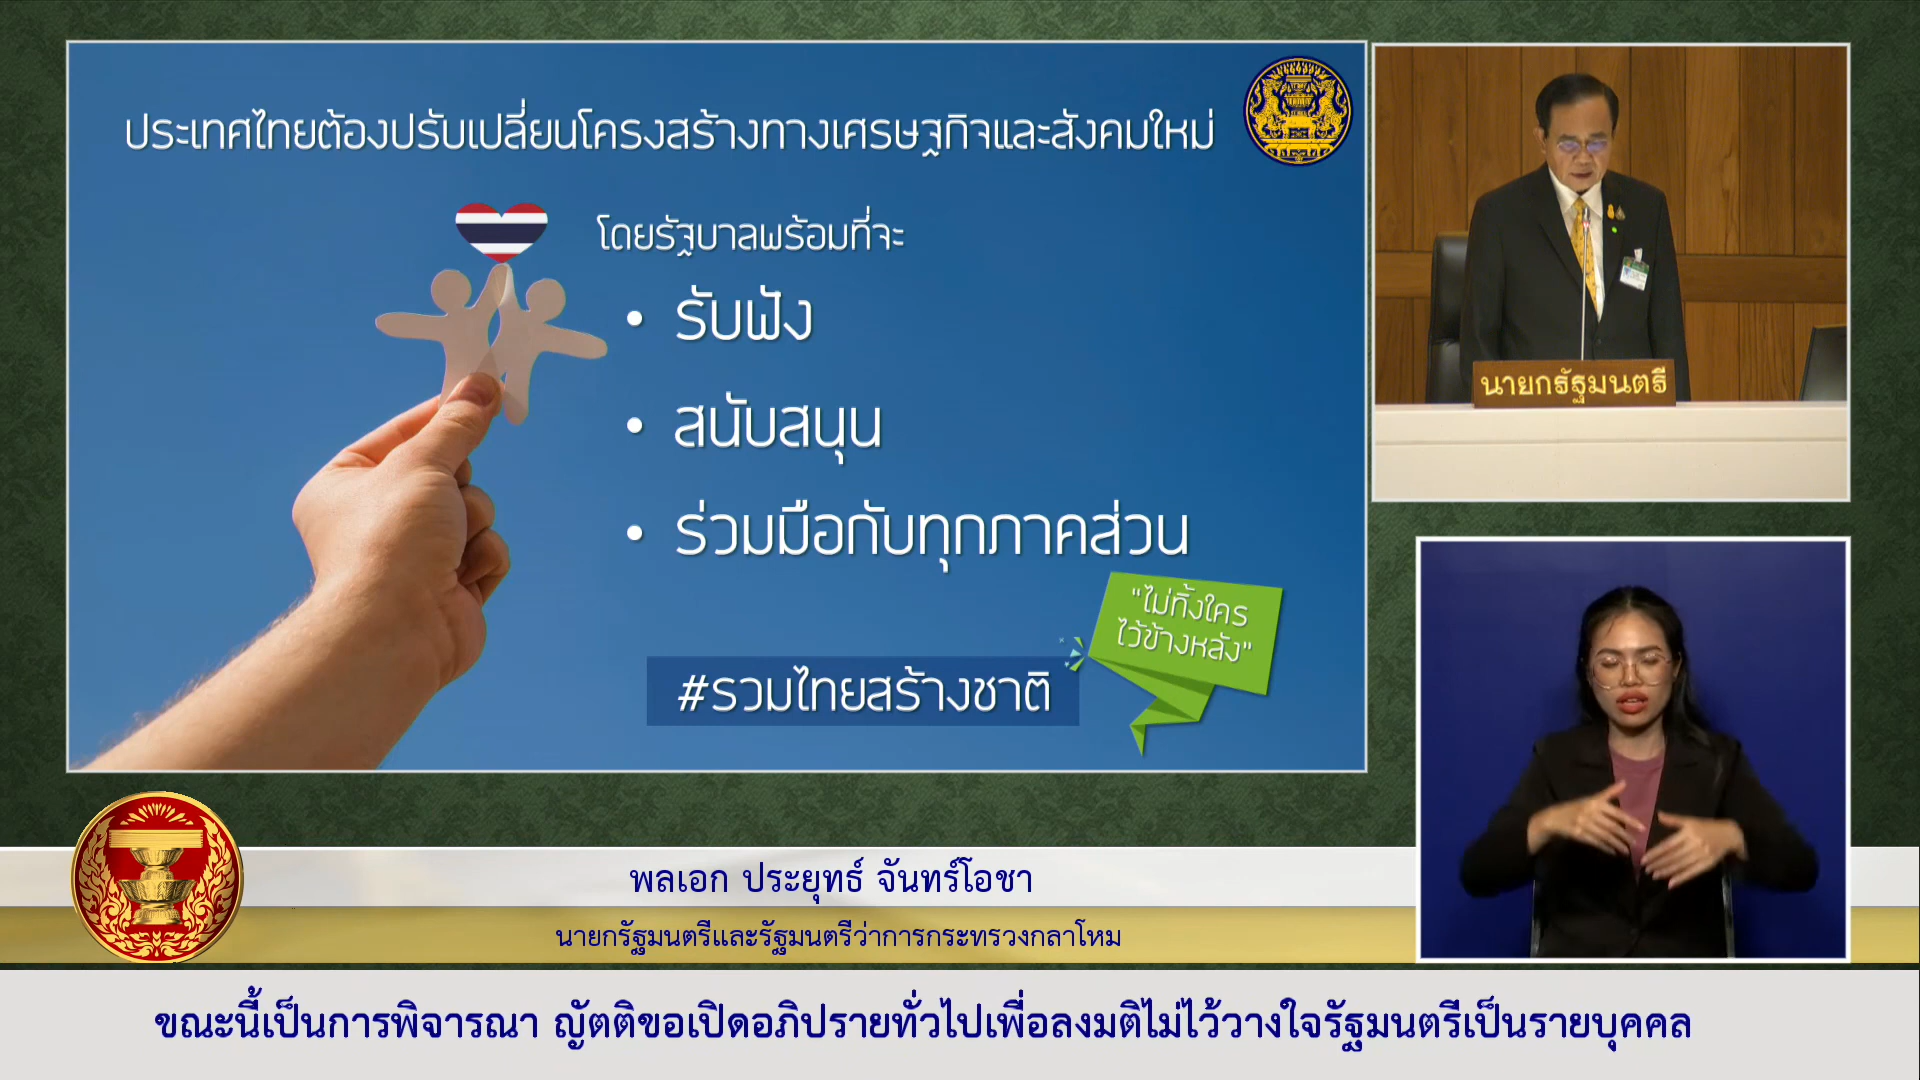 ประเทศไทยต้องปรับเปลี่ยนโครงสร้างทางเศรษฐกิจและสังคมใหม่
โดยรัฐบาลพร้อมที่จะ
• รับฟัง
• สนับสนุน
• ร่วมมือกับทุกภาคส่วน
"ไม่ทิ้งใคร
ไว้ข้างหลัง"
#รวมไทยสร้างชาติ
นายกรัฐมนตรี
พลเอก ประยุทธ์ จันทร์โอชา
นายกรัฐมนตรีและรัฐมนตรีว่าการกระทรวงกลาโหม
ขณะนี้เป็นการพิจารณา ญัตติขอเปิดอภิปรายทั่วไปเพื่อลงมติไม่ไว้วางใจรัฐมนตรีเป็นรายบุคคล